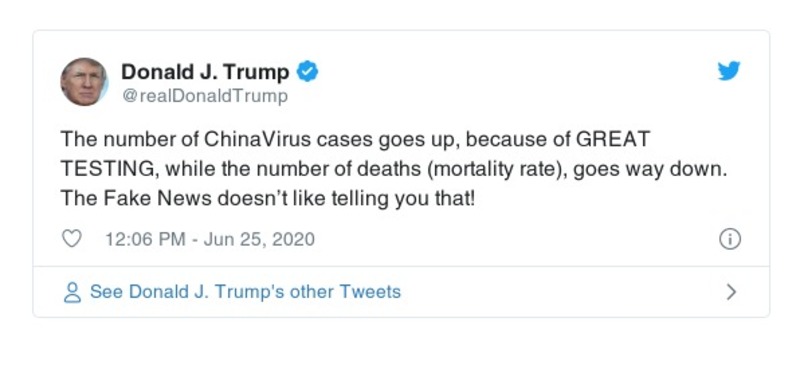 Donald J. Trump
@realDonaldTrump
The number of ChinaVirus cases goes up, because of GREAT
TESTING, while the number of deaths (mortality rate), goes way down.
The Fake News doesn’t like telling you that!
12:06 PM - Jun 25, 2020
See Donald J. Trump's other Tweets